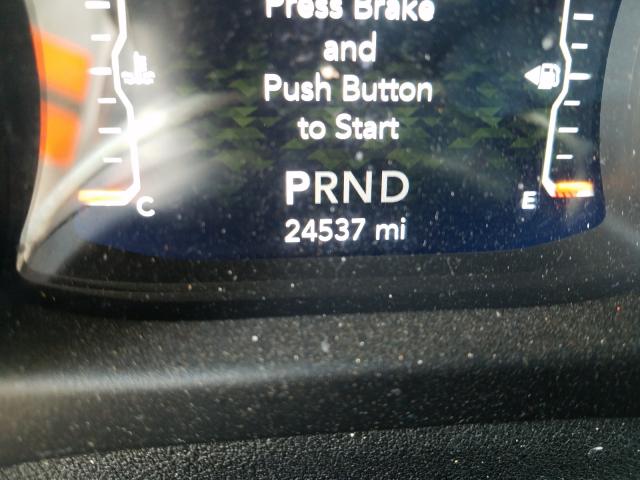 Press Brake
and
Push Button
to Start
PRND
C
E
24537 mi